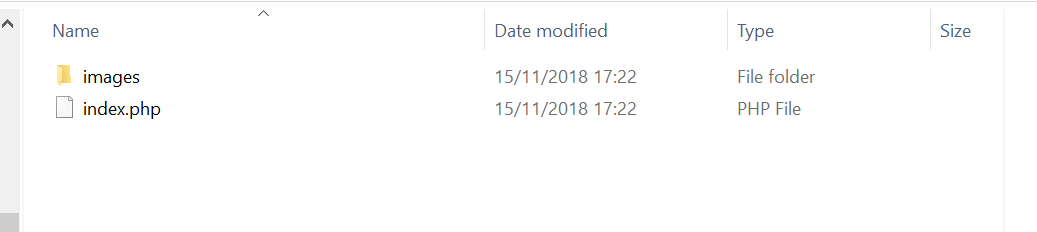 Name Date modified Type Size
images 15/11/2018 17:22 File folder
index.php 15/11/2018 17:22 PHP File